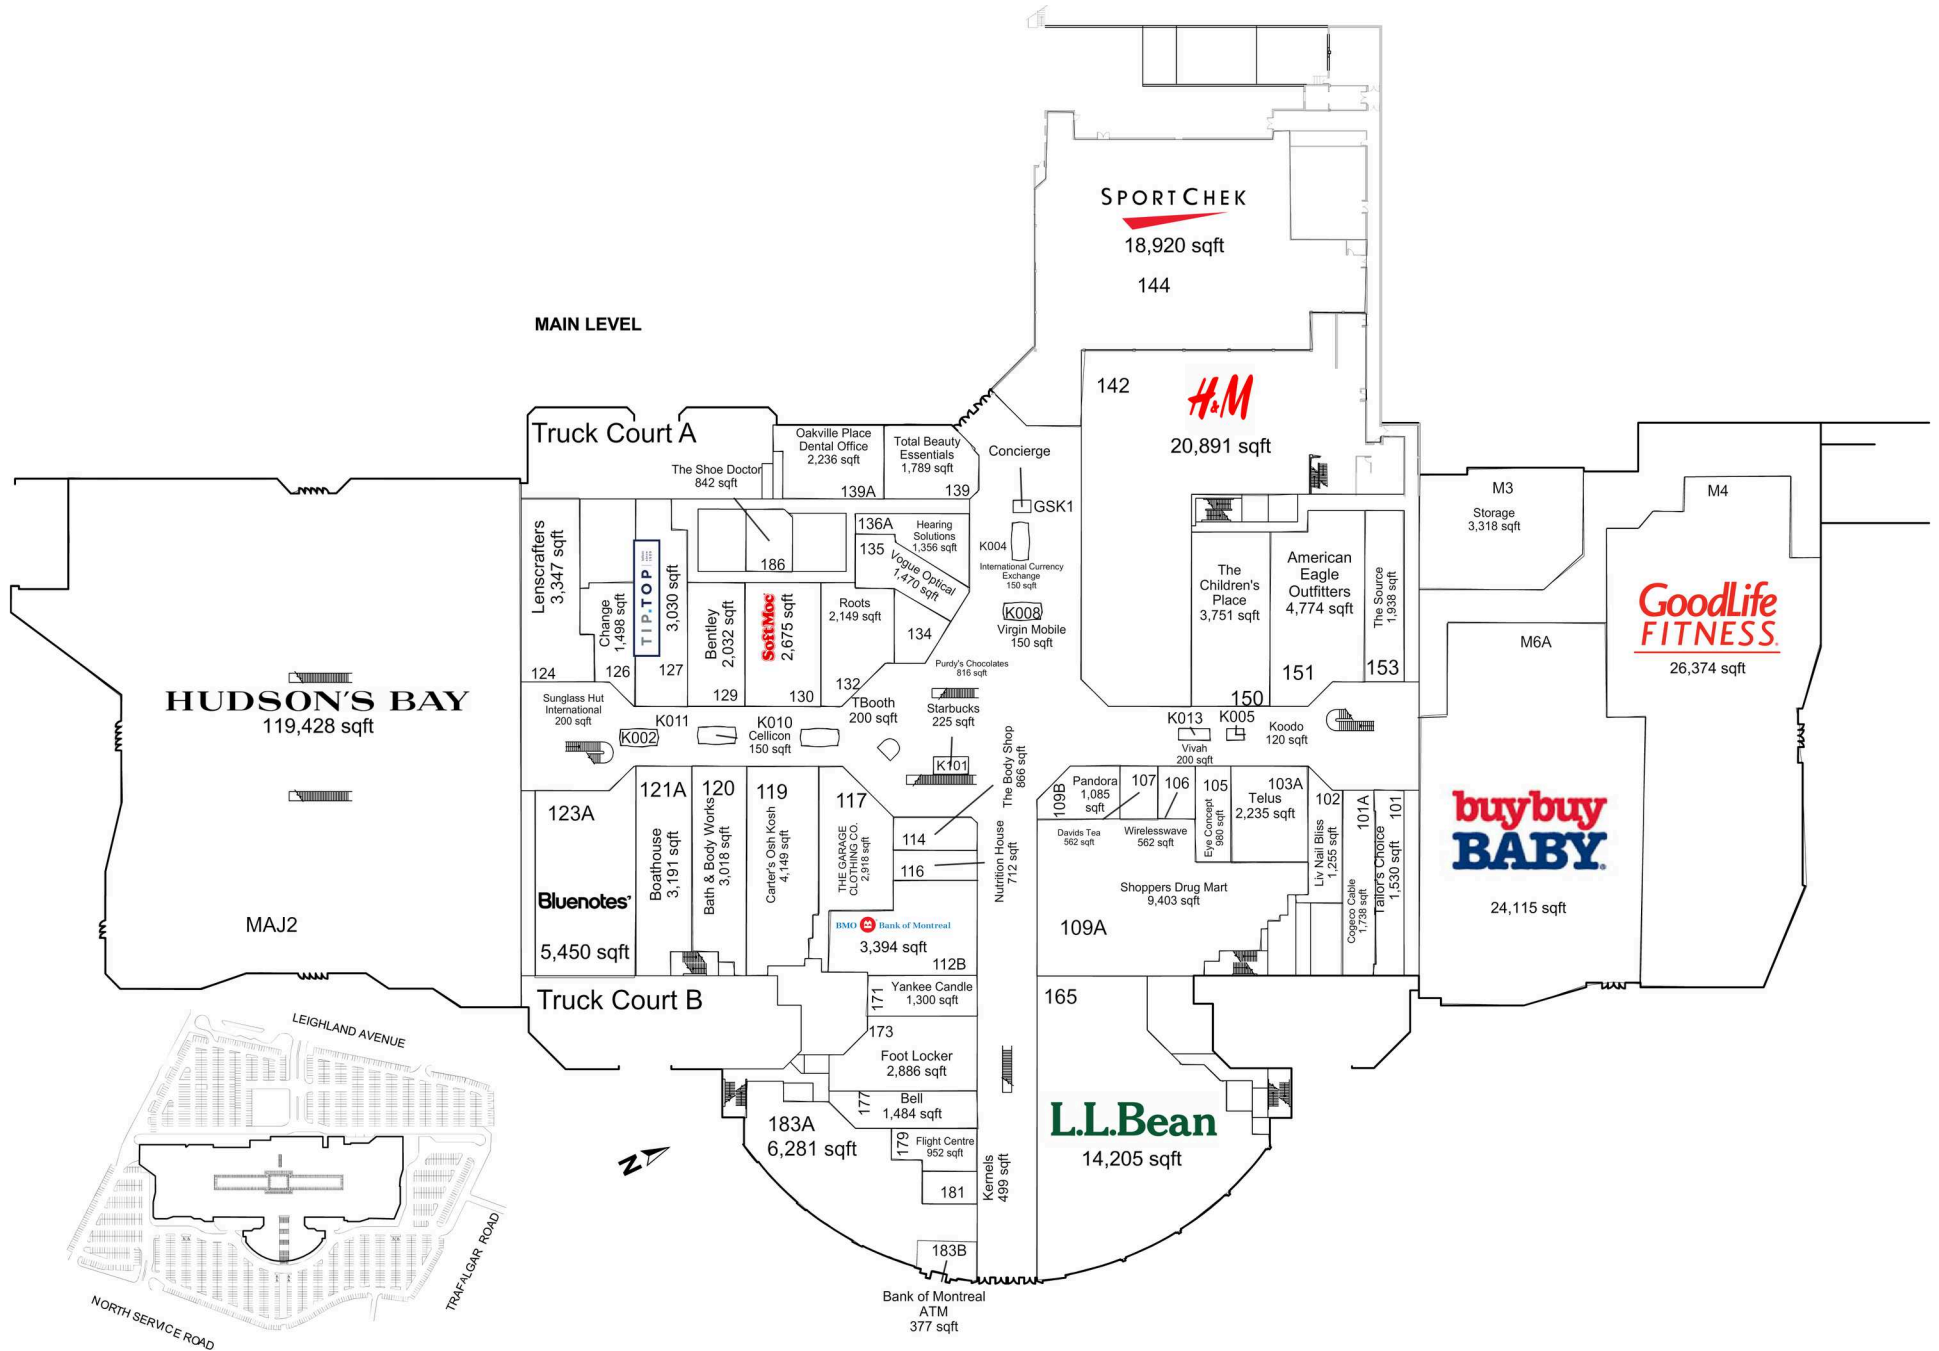 SPORTCHEK
18,920 sqft
144
MAIN LEVEL
142
H&M
20,891 sqft
Truck Court A
Oakville Place
Dental Office
2,236 sqft
139A
Total Beauty
Essentials
1,789 sqft
139
Concierge
GSK1
The Shoe Doctor
842 sqft
186
136A
Hearing
Solutions
1,356 sqft
135
Vogue Optical
1,470 sqft
134
K004
International Currency
Exchange
150 sqft
K008
Virgin Mobile
150 sqft
Lenscrafters
3,347 sqft
124
Change
1,498 sqft
126
TIP.TOP
3,030 sqft
127
Bentley
2,032 sqft
129
SoftMoc
2,675 sqft
130
Roots
2,149 sqft
132
Purdy's Chocolates
816 sqft
The
Children's
Place
3,751 sqft
150
American
Eagle
Outfitters
4,774 sqft
151
The Source
1,938 sqft
153
M3
Storage
3,318 sqft
M4
GoodLife
FITNESS
26,374 sqft
M6A
buybuy
BABY
24,115 sqft
HUDSON'S BAY
119,428 sqft
MAJ2
Sunglass Hut
International
200 sqft
K002
K011
K010
Cellicon
150 sqft
TBooth
200 sqft
Starbucks
225 sqft
K101
The Body Shop
866 sqft
K013
Vivah
200 sqft
K005
Koodo
120 sqft
123A
Bluenotes
5,450 sqft
121A
Boathouse
3,191 sqft
120
Bath & Body Works
3,018 sqft
119
Carter's Osh Kosh
4,149 sqft
117
THE GARAGE
CLOTHING CO.
2,918 sqft
114
116
Nutrition House
712 sqft
BMO Bank of Montreal
3,394 sqft
112B
109B
Pandora
1,085
sqft
107
106
105
Eye Concept
980 sqft
103A
Telus
2,235 sqft
102
Liv Nail Bliss
1,255 sqft
101A
Cogeco Cable
1,738 sqft
101
Tailor's Choice
1,530 sqft
Davids Tea
562 sqft
Wirelesswave
562 sqft
Shoppers Drug Mart
9,403 sqft
109A
Truck Court B
171
Yankee Candle
1,300 sqft
173
Foot Locker
2,886 sqft
177
Bell
1,484 sqft
183A
6,281 sqft
179
Flight Centre
952 sqft
181
Kernels
499 sqft
183B
Bank of Montreal
ATM
377 sqft
165
L.L.Bean
14,205 sqft
N
LEIGHLAND AVENUE
TRAFALGAR ROAD
NORTH SERVICE ROAD